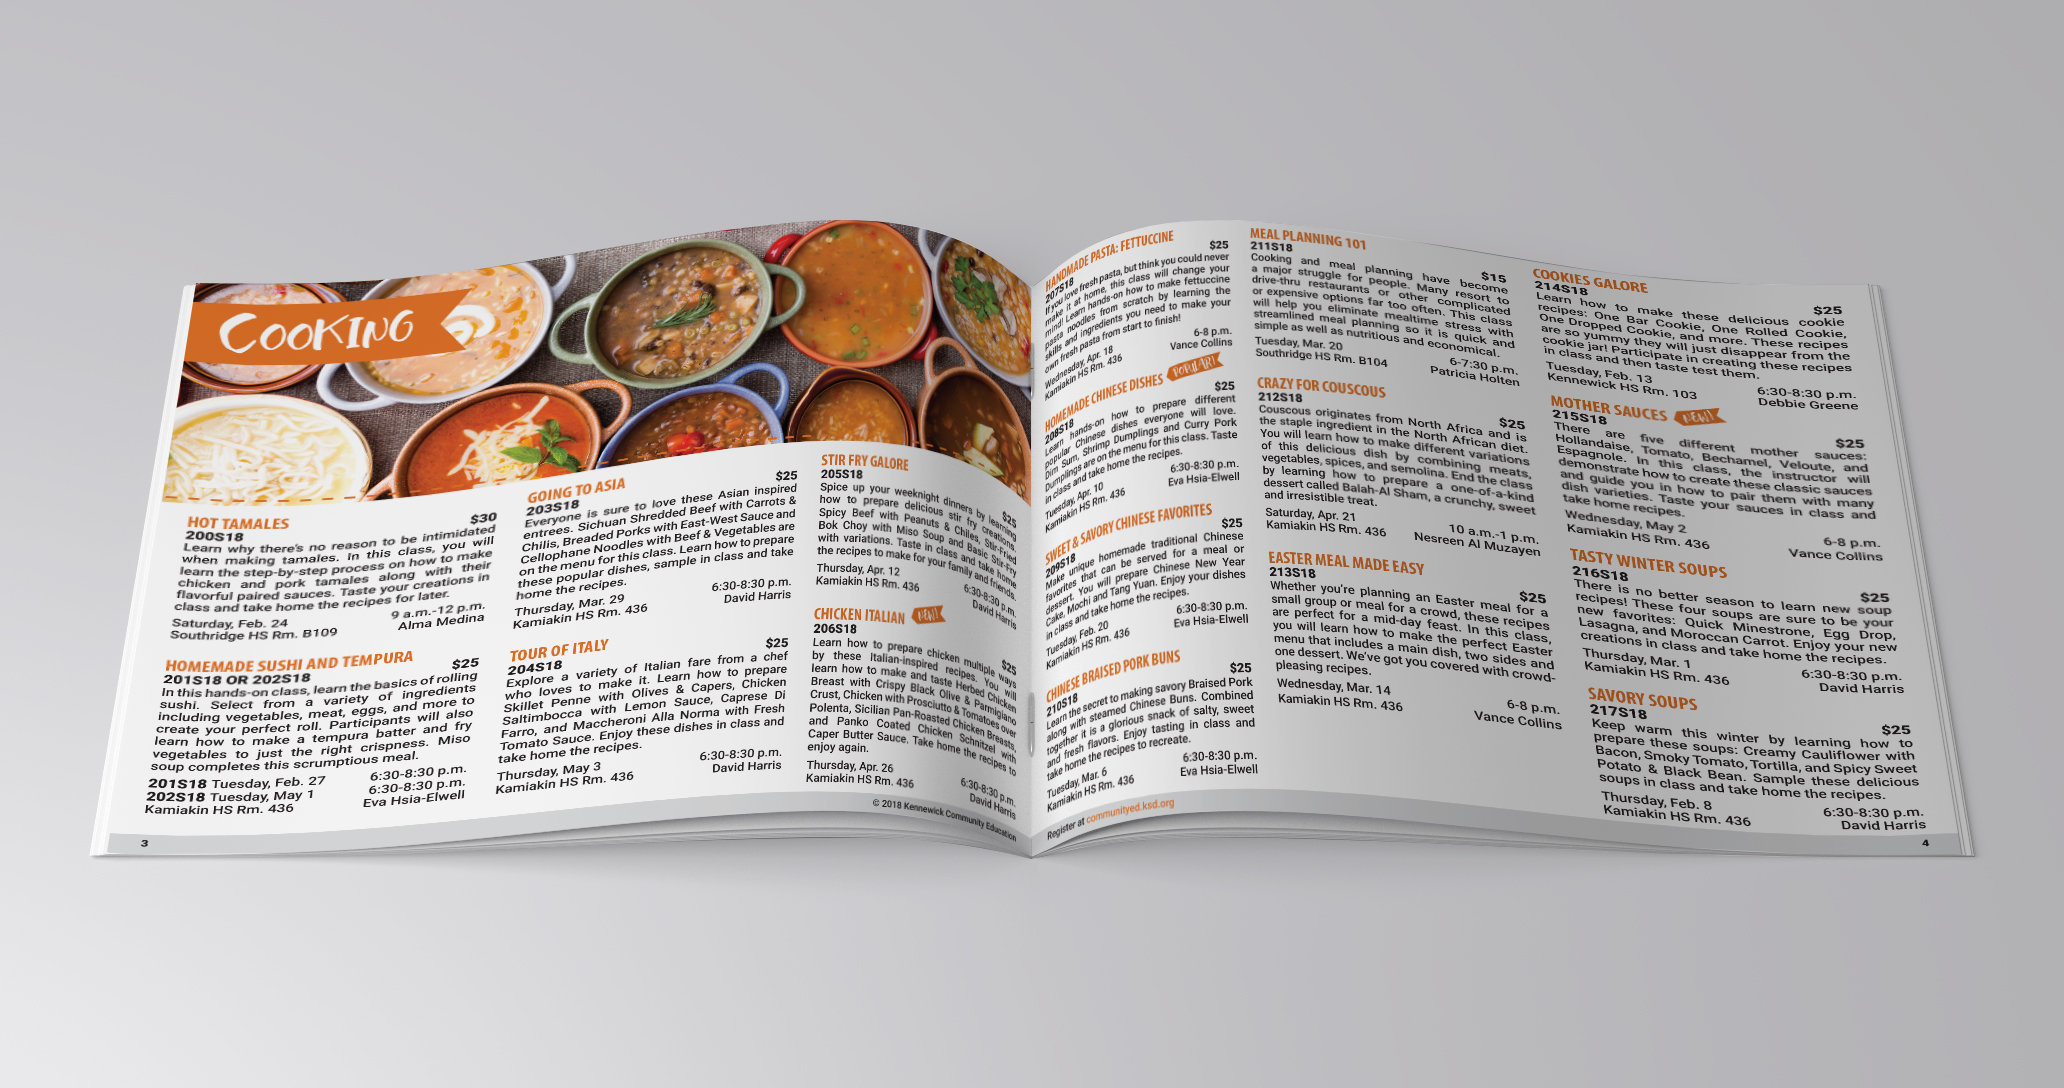 COOKING
HOT TAMALES
$30
200S18
Learn why there's no reason to be intimidated
when making tamales. In this class, you will
learn the step-by-step process on how to make
chicken and pork tamales along with their
flavorful paired sauces. Taste your creations in
class and take home the recipes for later.
9 a.m.-12 p.m.
Saturday, Feb. 24
Alma Medina
Southridge HS Rm. B109
HOMEMADE SUSHI AND TEMPURA
$25
201S18 OR 202S18
In this hands-on class, learn the basics of rolling
sushi. Select from a variety of ingredients
including vegetables, meat, eggs, and more to
create your perfect roll. Participants will also
learn how to make a tempura batter and fry
vegetables to just the right crispness. Miso
soup completes this scrumptious meal.
201S18 Tuesday, Feb. 27 6:30-8:30 p.m.
202S18 Tuesday, May 1 6:30-8:30 p.m.
Kamiakin HS Rm. 436 Eva Hsia-Elwell
3
GOING TO ASIA
$25
203S18
Everyone is sure to love these Asian inspired
entrees. Sichuan Shredded Beef with Carrots &
Chilis, Breaded Porks with East-West Sauce and
Cellophane Noodles with Beef & Vegetables are
on the menu for this class. Learn how to prepare
these popular dishes, sample in class and take
home the recipes.
6:30-8:30 p.m.
Thursday, Mar. 29
David Harris
Kamiakin HS Rm. 436
TOUR OF ITALY
$25
204S18
Explore a variety of Italian fare from a chef
who loves to make it. Learn how to prepare
Skillet Penne with Olives & Capers, Chicken
Saltimbocca with Lemon Sauce, Caprese Di
Farro, and Maccheroni Alla Norma with Fresh
Tomato Sauce. Enjoy these dishes in class and
take home the recipes.
6:30-8:30 p.m.
Thursday, May 3
David Harris
Kamiakin HS Rm. 436
STIR FRY GALORE
205S18
$25
Spice up your weeknight dinners by learning
how to prepare delicious stir fry creations.
Spicy Beef with Peanuts & Chiles, Stir-Fried
Bok Choy with Miso Soup and Basic Stir-Fry
with variations. Taste in class and take home
the recipes to make for your family and friends.
Thursday, Apr. 12
6:30-8:30 p.m.
Kamiakin HS Rm. 436
David Harris
CHICKEN ITALIAN NEW!
206S18
$25
Learn how to prepare chicken multiple ways
by these Italian-inspired recipes. You will
learn how to make and taste Herbed Chicken
Breast with Crispy Black Olive & Parmigiano
Crust, Chicken with Prosciutto & Tomatoes over
Polenta, Sicilian Pan-Roasted Chicken Breasts,
and Panko Coated Chicken Schnitzel with
Caper Butter Sauce. Take home the recipes to
enjoy again.
Thursday, Apr. 26
6:30-8:30 p.m.
Kamiakin HS Rm. 436
David Harris
© 2018 Kennewick Community Education
HANDMADE PASTA: FETTUCCINE
$25
207S18
If you love fresh pasta, but think you could never
make it at home, this class will change your
mind! Learn hands-on how to make fettuccine
pasta noodles from scratch by learning the
skills and ingredients you need to make your
own fresh pasta from start to finish!
6-8 p.m.
Wednesday, Apr. 18
Vance Collins
Kamiakin HS Rm. 436
HOMEMADE CHINESE DISHES POPULAR!
$25
208S18
Learn hands-on how to prepare different
popular Chinese dishes everyone will love.
Dim Sum, Shrimp Dumplings and Curry Pork
Dumplings are on the menu for this class. Taste
in class and take home the recipes.
6:30-8:30 p.m.
Tuesday, Apr. 10
Eva Hsia-Elwell
Kamiakin HS Rm. 436
SWEET & SAVORY CHINESE FAVORITES
$25
209S18
Make unique homemade traditional Chinese
favorites that can be served for a meal or
dessert. You will prepare Chinese New Year
Cake, Mochi and Tang Yuan. Enjoy your dishes
in class and take home the recipes.
6:30-8:30 p.m.
Tuesday, Feb. 20
Eva Hsia-Elwell
Kamiakin HS Rm. 436
CHINESE BRAISED PORK BUNS
$25
210S18
Learn the secret to making savory Braised Pork
along with steamed Chinese Buns. Combined
together it is a glorious snack of salty, sweet
and fresh flavors. Enjoy tasting in class and
take home the recipes to recreate.
6:30-8:30 p.m.
Tuesday, Mar. 6
Eva Hsia-Elwell
Kamiakin HS Rm. 436
Register at communityed.ksd.org
MEAL PLANNING 101
211S18
$15
Cooking and meal planning have become
a major struggle for people. Many resort to
drive-thru restaurants or other complicated
or expensive options far too often. This class
will help you eliminate mealtime stress with
streamlined meal planning so it is quick and
simple as well as nutritious and economical.
Tuesday, Mar. 20
6-7:30 p.m.
Southridge HS Rm. B104
Patricia Holten
CRAZY FOR COUSCOUS
212S18
$25
Couscous originates from North Africa and is
the staple ingredient in the North African diet.
You will learn how to make different variations
of this delicious dish by combining meats,
vegetables, spices, and semolina. End the class
by learning how to prepare a one-of-a-kind
dessert called Balah-Al Sham, a crunchy, sweet
and irresistible treat.
Saturday, Apr. 21
10 a.m.-1 p.m.
Kamiakin HS Rm. 436
Nesreen Al Muzayen
EASTER MEAL MADE EASY
213S18
$25
Whether you're planning an Easter meal for a
small group or meal for a crowd, these recipes
are perfect for a mid-day feast. In this class,
you will learn how to make the perfect Easter
menu that includes a main dish, two sides and
one dessert. We've got you covered with crowd-
pleasing recipes.
Wednesday, Mar. 14
6-8 p.m.
Kamiakin HS Rm. 436
Vance Collins
COOKIES GALORE
214S18
$25
Learn how to make these delicious cookie
recipes: One Bar Cookie, One Rolled Cookie,
One Dropped Cookie, and more. These recipes
are so yummy they will just disappear from the
cookie jar! Participate in creating these recipes
in class and then taste test them.
Tuesday, Feb. 13
6:30-8:30 p.m.
Kennewick HS Rm. 103
Debbie Greene
MOTHER SAUCES NEW!
215S18
$25
There are five different mother sauces:
Hollandaise, Tomato, Bechamel, Veloute, and
Espagnole. In this class, the instructor will
demonstrate how to create these classic sauces
and guide you in how to pair them with many
dish varieties. Taste your sauces in class and
take home recipes.
Wednesday, May 2
6-8 p.m.
Kamiakin HS Rm. 436
Vance Collins
TASTY WINTER SOUPS
216S18
$25
There is no better season to learn new soup
recipes! These four soups are sure to be your
new favorites: Quick Minestrone, Egg Drop,
Lasagna, and Moroccan Carrot. Enjoy your new
creations in class and take home the recipes.
Thursday, Mar. 1
6:30-8:30 p.m.
Kamiakin HS Rm. 436
David Harris
SAVORY SOUPS
217S18
$25
Keep warm this winter by learning how to
prepare these soups: Creamy Cauliflower with
Bacon, Smoky Tomato, Tortilla, and Spicy Sweet
Potato & Black Bean. Sample these delicious
soups in class and take home the recipes.
Thursday, Feb. 8
6:30-8:30 p.m.
Kamiakin HS Rm. 436
David Harris
4